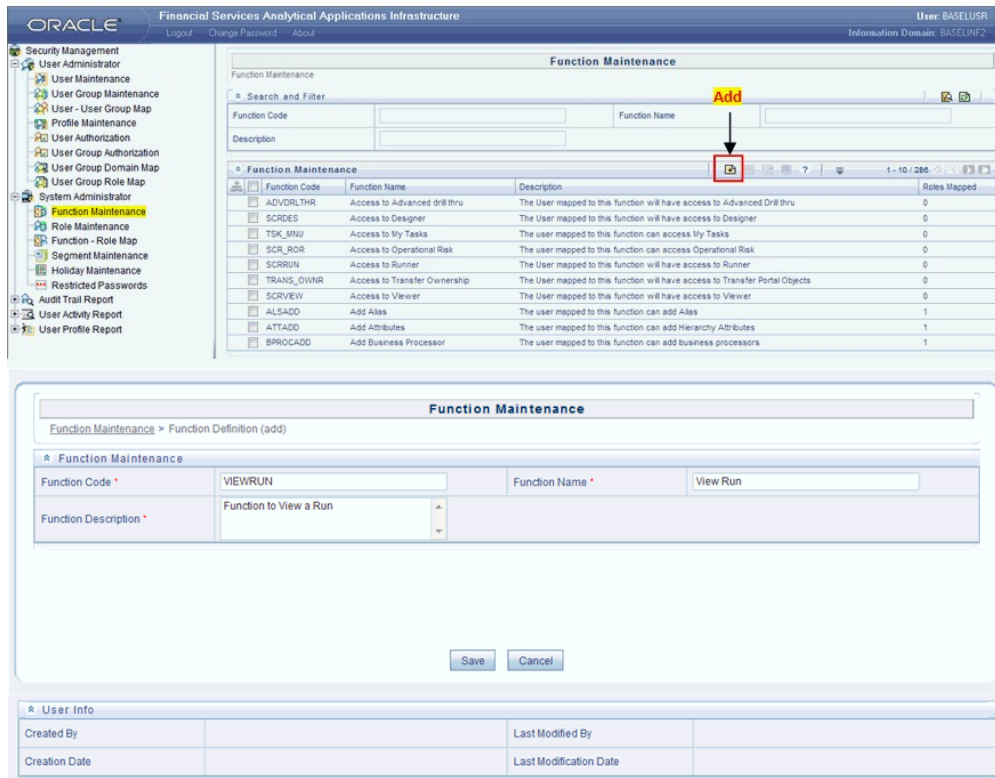 ORACLE
Financial Services Analytical Applications Infrastructure
User: BASELUSR
Logout Change Password About
Information Domain: BASELINF2
Security Management
User Administrator
User Maintenance
User Group Maintenance
User - User Group Map
Profile Maintenance
User Authorization
User Group Authorization
User Group Domain Map
User Group Role Map
System Administrator
Function Maintenance
Role Maintenance
Function - Role Map
Segment Maintenance
Holiday Maintenance
Restricted Passwords
Audit Trail Report
User Activity Report
User Profile Report
Function Maintenance
Function Maintenance
Search and Filter
Add
Function Code Function Name
Description
Function Maintenance ? 1 - 10 / 286
Function Code Function Name Description Roles Mapped
ADVDRLTHR Access to Advanced drill thru The User mapped to this function will have access to Advanced Drill thru 0
SCRDES Access to Designer The User mapped to this function will have access to Designer 0
TSK_MNU Access to My Tasks The user mapped to this function can access My Tasks 0
SCR_ROR Access to Operational Risk The user mapped to this function can access Operational Risk 0
SCRRUN Access to Runner The User mapped to this function will have access to Runner 0
TRANS_OWNR Access to Transfer Ownership The User mapped to this function will have access to Transfer Portal Objects 0
SCRVIEW Access to Viewer The User mapped to this function will have access to Viewer 0
ALSADD Add Alias The user mapped to this function can add Alias 1
ATTADD Add Attributes The user mapped to this function can add Hierarchy Attributes 1
BPROCADD Add Business Processor The user mapped to this function can add business processors 1
Function Maintenance
Function Maintenance > Function Definition (add)
Function Maintenance
Function Code * VIEWRUN Function Name * View Run
Function Description * Function to View a Run
Save Cancel
User Info
Created By Last Modified By
Creation Date Last Modification Date